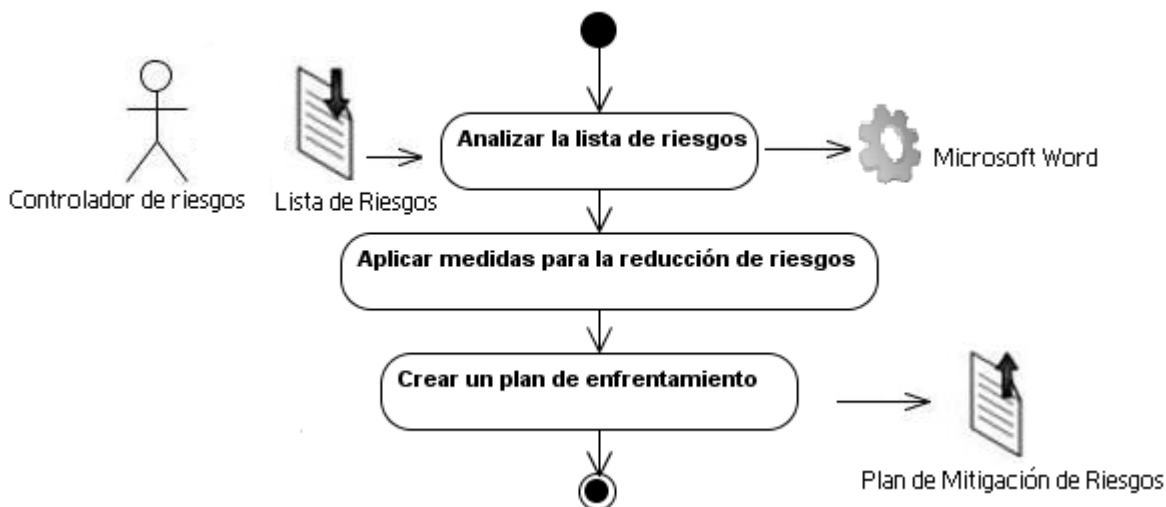 Analizar la lista de riesgos
Microsoft Word
Controlador de riesgos
Lista de Riesgos
Aplicar medidas para la reducción de riesgos
Crear un plan de enfrentamiento
Plan de Mitigación de Riesgos